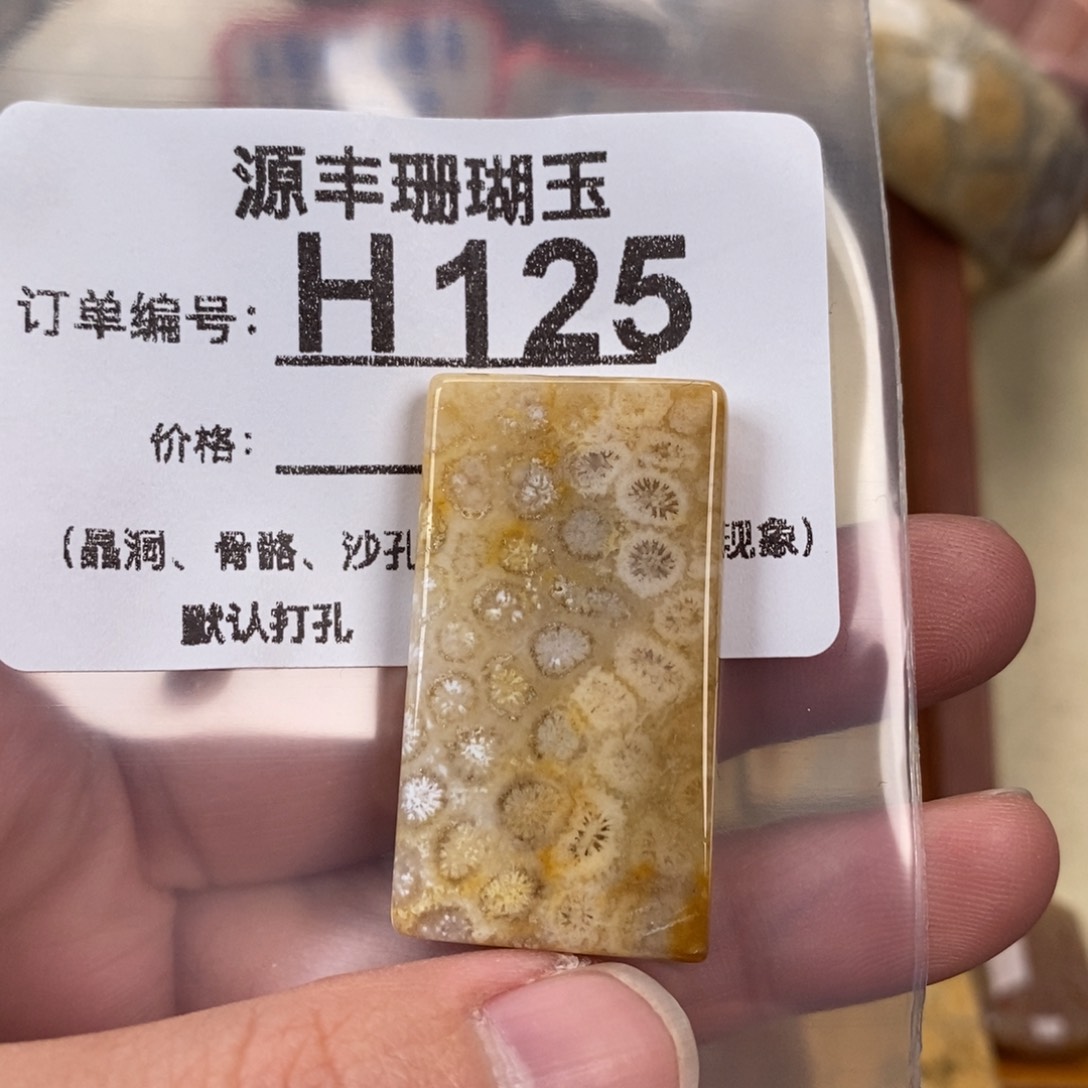 源丰珊瑚玉
订单编号: H125
价格:
(晶洞、骨骼、沙孔 现象)
默认打孔